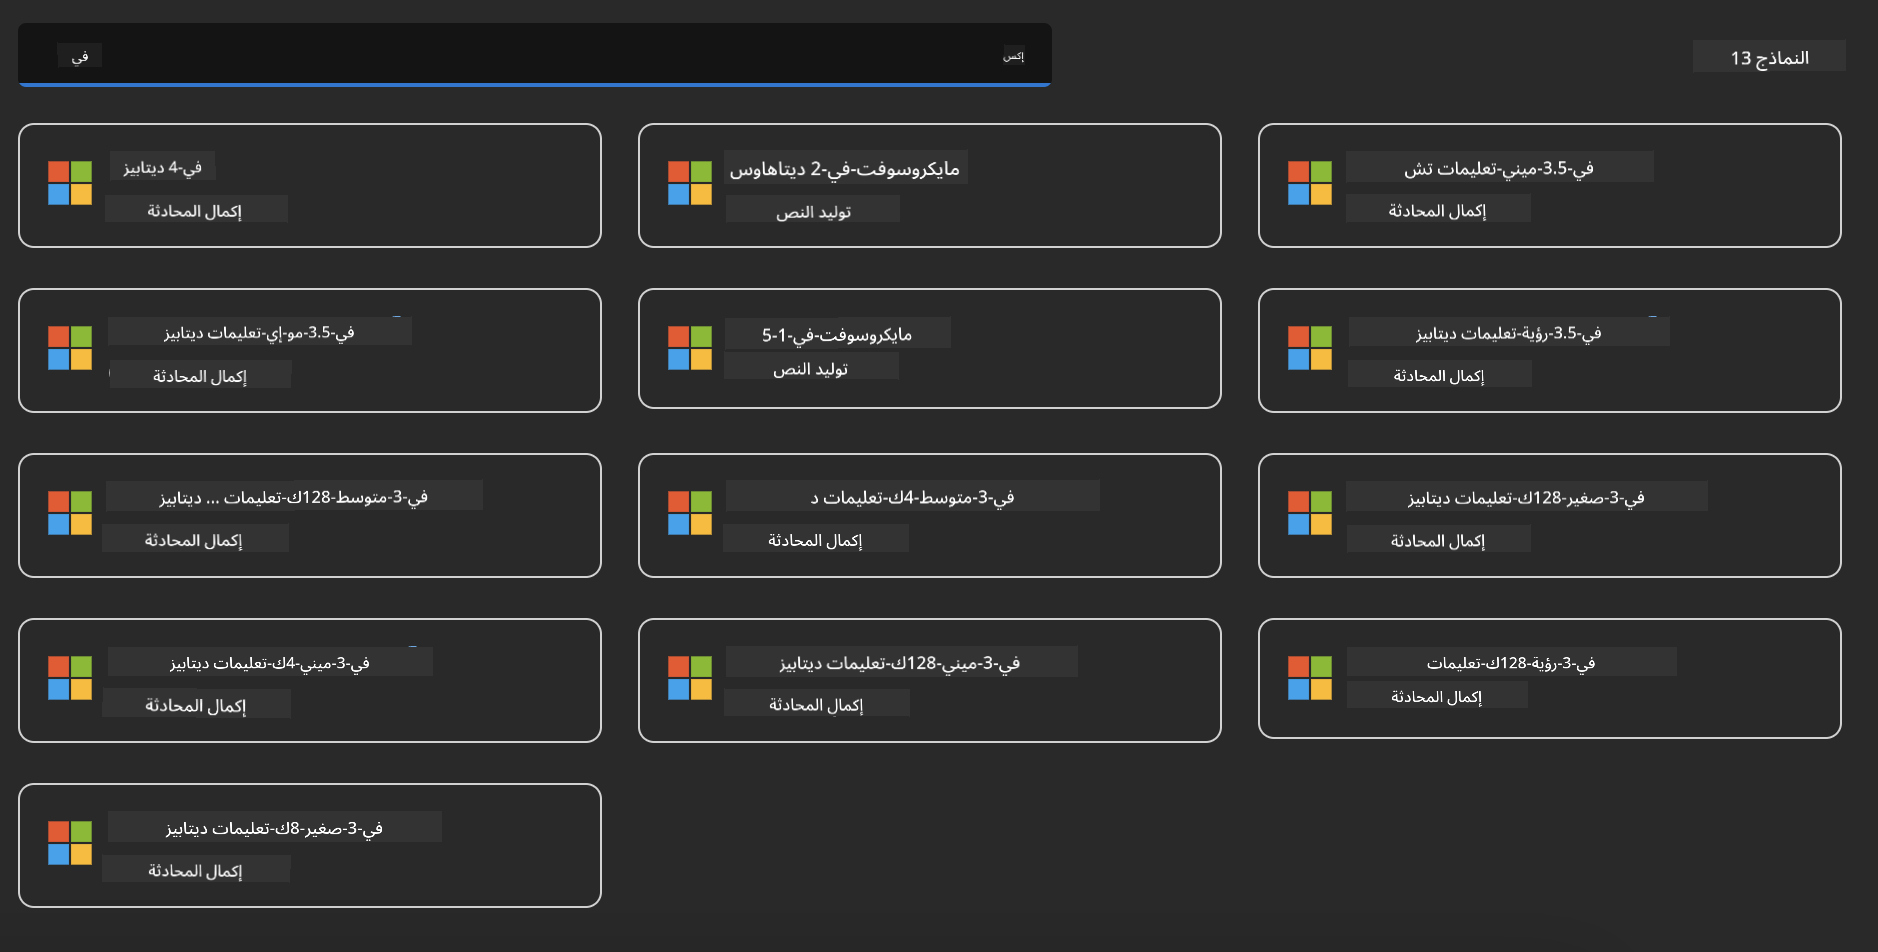 في
إكس
النماذج 13
في-4 ديتابيز
إكمال المحادثة
مايكروسوفت-في-2 ديتاهاوس
توليد النص
في-3.5-ميني-تعليمات تش
إكمال المحادثة
في-3.5-مو-إي-تعليمات ديتابيز
إكمال المحادثة
مايكروسوفت-في-1-5
توليد النص
في-3.5-رؤية-تعليمات ديتابيز
إكمال المحادثة
في-3-متوسط-128ك-تعليمات ... ديتابيز
إكمال المحادثة
في-3-متوسط-4ك-تعليمات د
إكمال المحادثة
في-3-صغير-128ك-تعليمات ديتابيز
إكمال المحادثة
في-3-ميني-4ك-تعليمات ديتابيز
إكمال المحادثة
في-3-ميني-128ك-تعليمات ديتابيز
إكمال المحادثة
في-3-رؤية-128ك-تعليمات
إكمال المحادثة
في-3-صغير-8ك-تعليمات ديتابيز
إكمال المحادثة